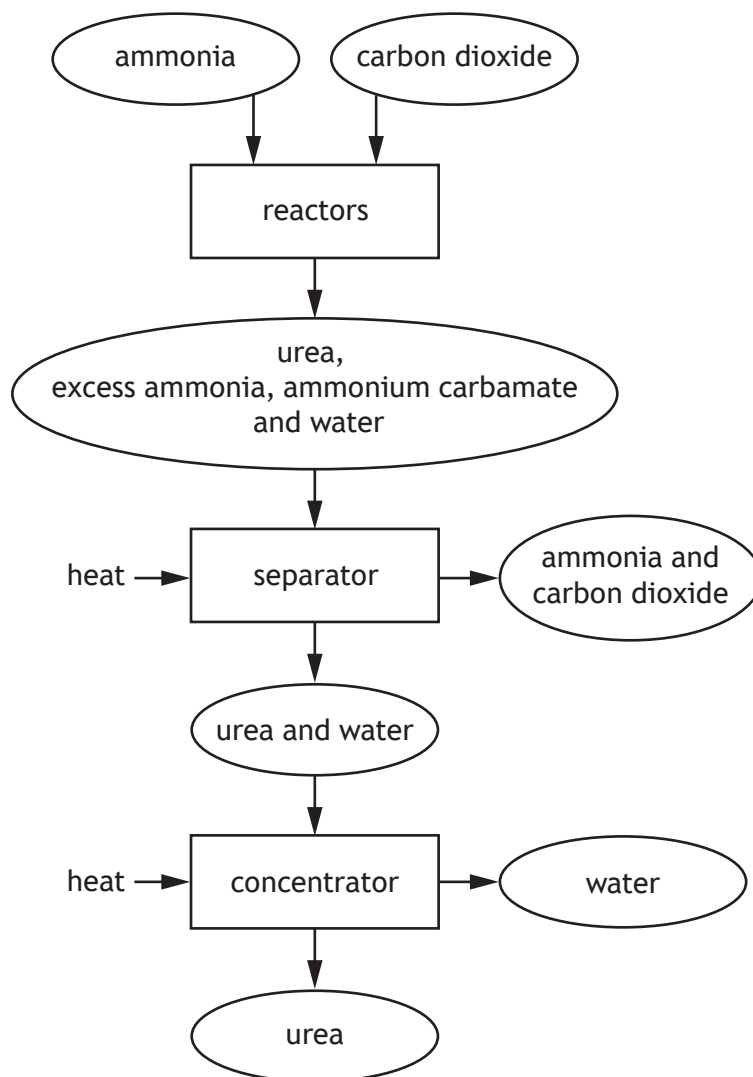 ammonia
carbon dioxide
reactors
urea,
excess ammonia, ammonium carbamate
and water
heat
separator
ammonia and
carbon dioxide
urea and water
heat
concentrator
water
urea